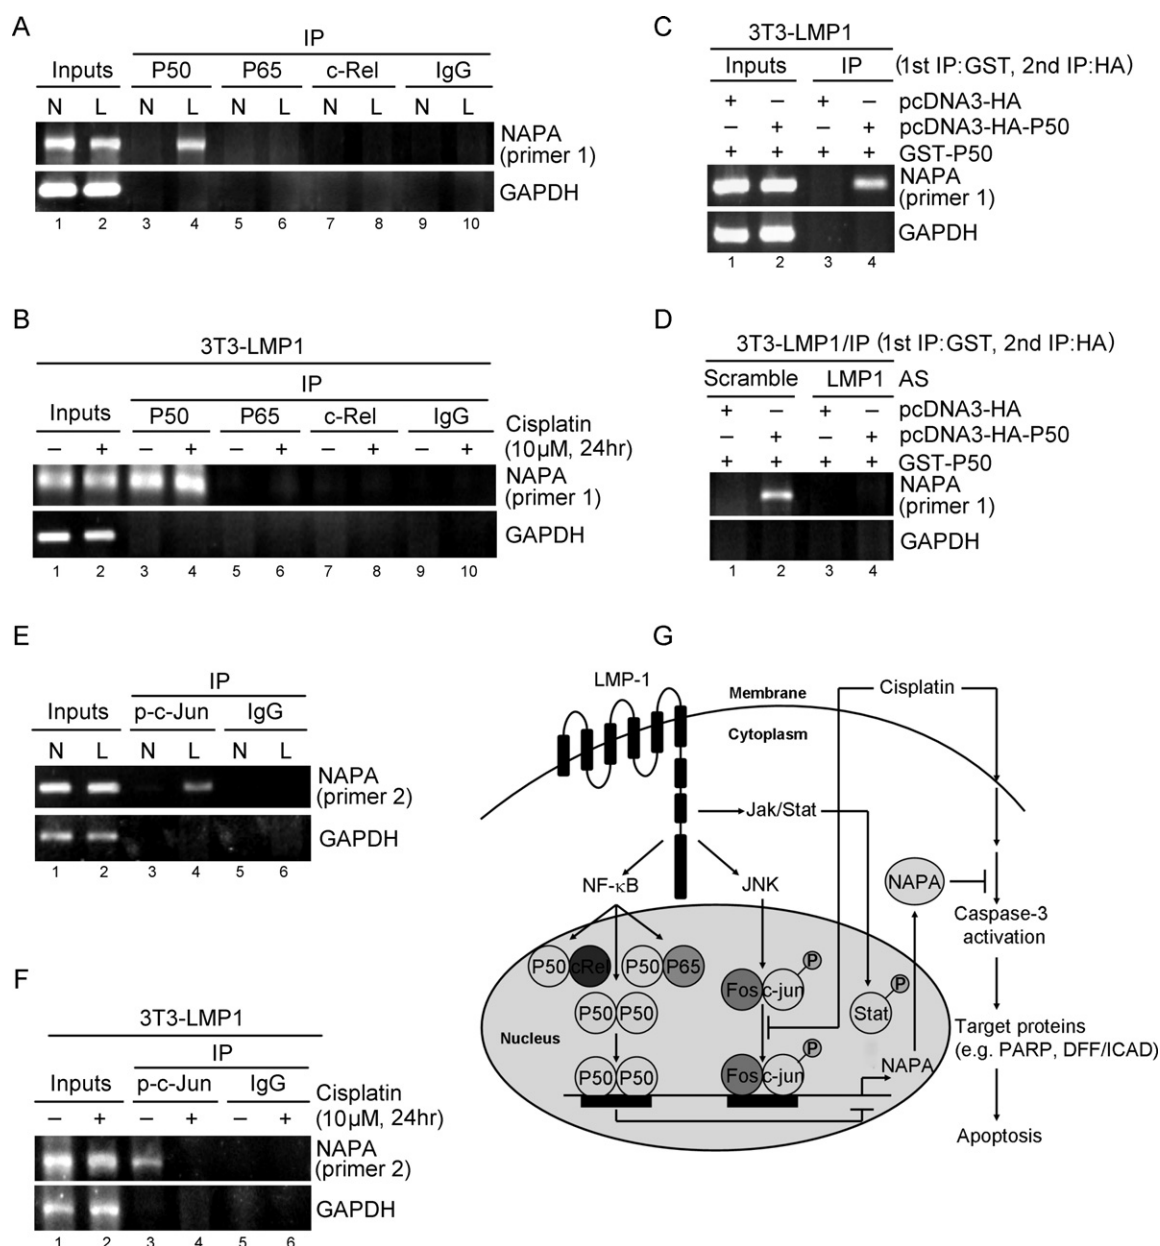 A
IP
Inputs P50 P65 c-Rel IgG
N L N L N L N L N L
NAPA
(primer 1)
GAPDH
1 2 3 4 5 6 7 8 9 10
B
3T3-LMP1
IP
Inputs P50 P65 c-Rel IgG
Cisplatin
(10μM, 24hr)
– + – + – + – + – +
NAPA
(primer 1)
GAPDH
1 2 3 4 5 6 7 8 9 10
C
3T3-LMP1
Inputs IP (1st IP:GST, 2nd IP:HA)
+ – + – pcDNA3-HA
– + – + pcDNA3-HA-P50
+ + + + GST-P50
NAPA
(primer 1)
GAPDH
1 2 3 4
D
3T3-LMP1/IP (1st IP:GST, 2nd IP:HA)
Scramble LMP1 AS
+ – + – pcDNA3-HA
– + – + pcDNA3-HA-P50
+ + + + GST-P50
NAPA
(primer 1)
GAPDH
1 2 3 4
E
IP
Inputs p-c-Jun IgG
N L N L N L
NAPA
(primer 2)
GAPDH
1 2 3 4 5 6
F
3T3-LMP1
IP
Inputs p-c-Jun IgG
Cisplatin
(10μM, 24hr)
– + – + – +
NAPA
(primer 2)
GAPDH
1 2 3 4 5 6
G
LMP-1
Membrane
Cytoplasm
Cisplatin
Jak/Stat
NF-κB
JNK
NAPA
Caspase-3
activation
P50 cRel P50 P65
P
Fos c-jun
P
Stat
P50 P50
Nucleus
Target proteins
(e.g. PARP, DFF/ICAD)
P
P50 P50
Fos c-jun
NAPA
Apoptosis